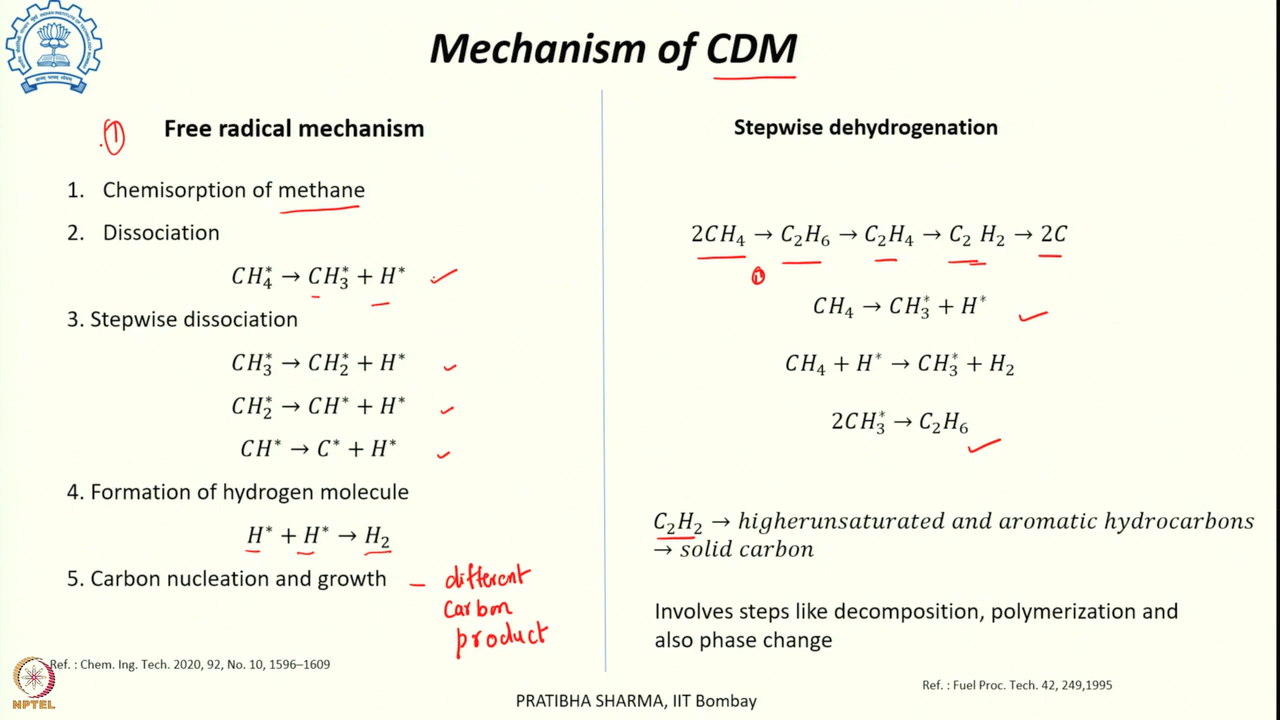 Mechanism of CDM
① Free radical mechanism
1. Chemisorption of methane
2. Dissociation
CH₄* → CH₃* + H*
3. Stepwise dissociation
CH₃* → CH₂* + H*
CH₂* → CH* + H*
CH* → C* + H*
4. Formation of hydrogen molecule
H* + H* → H₂
5. Carbon nucleation and growth – different
carbon
product
Ref. : Chem. Ing. Tech. 2020, 92, No. 10, 1596–1609
Stepwise dehydrogenation
2CH₄ → C₂H₆ → C₂H₄ → C₂ H₂ → 2C
①
CH₄ → CH₃* + H*
CH₄ + H* → CH₃* + H₂
2CH₃* → C₂H₆
C₂H₂ → higherunsaturated and aromatic hydrocarbons
→ solid carbon
Involves steps like decomposition, polymerization and
also phase change
Ref. : Fuel Proc. Tech. 42, 249,1995
NPTEL
PRATIBHA SHARMA, IIT Bombay